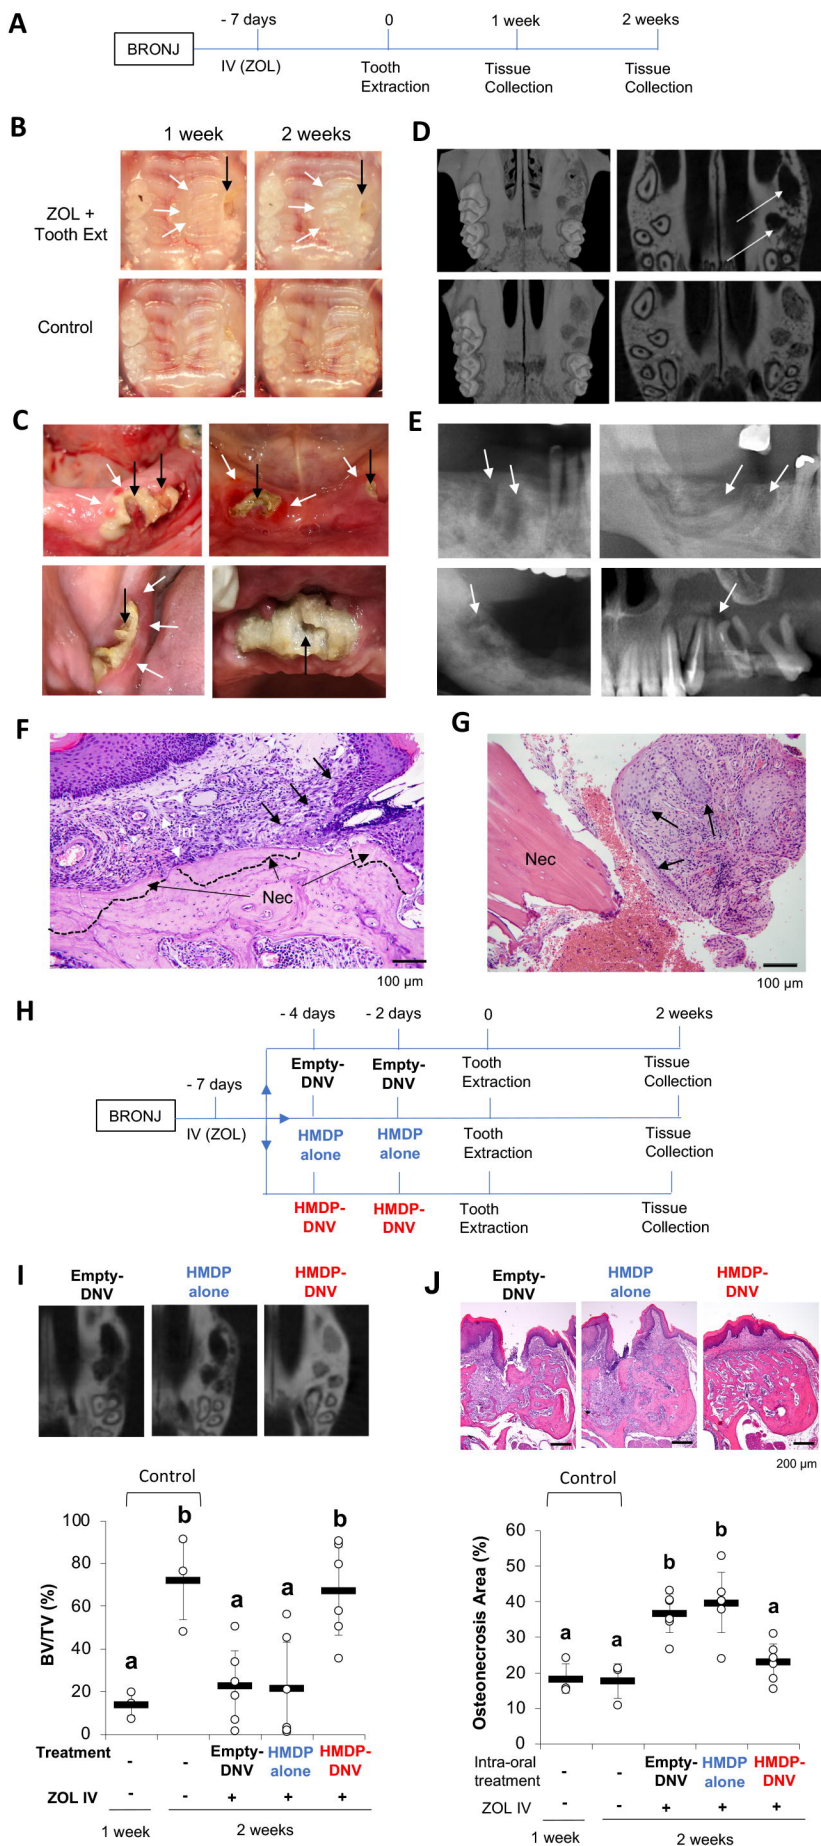 A
- 7 days
0
1 week
2 weeks
BRONJ
IV (ZOL)
Tooth
Extraction
Tissue
Collection
Tissue
Collection
B
1 week
2 weeks
ZOL +
Tooth Ext
Control
D
C
E
F
Inf
Nec
100 µm
G
Nec
100 µm
H
- 4 days
- 2 days
0
2 weeks
Empty-
DNV
Empty-
DNV
Tooth
Extraction
Tissue
Collection
- 7 days
BRONJ
IV (ZOL)
HMDP
alone
HMDP
alone
Tooth
Extraction
Tissue
Collection
HMDP-
DNV
HMDP-
DNV
Tooth
Extraction
Tissue
Collection
I
Empty-
DNV
HMDP
alone
HMDP-
DNV
J
Empty-
DNV
HMDP
alone
HMDP-
DNV
200 µm
Control
BV/TV (%)
100
80
60
40
20
0
a
b
a
a
b
Treatment
-
-
Empty-
DNV
HMDP
alone
HMDP-
DNV
ZOL IV
-
-
+
+
+
1 week
2 weeks
Control
Osteonecrosis Area (%)
60
50
40
30
20
10
0
a
a
b
b
a
Intra-oral
treatment
-
-
Empty-
DNV
HMDP
alone
HMDP-
DNV
ZOL IV
-
-
+
+
+
1 week
2 weeks